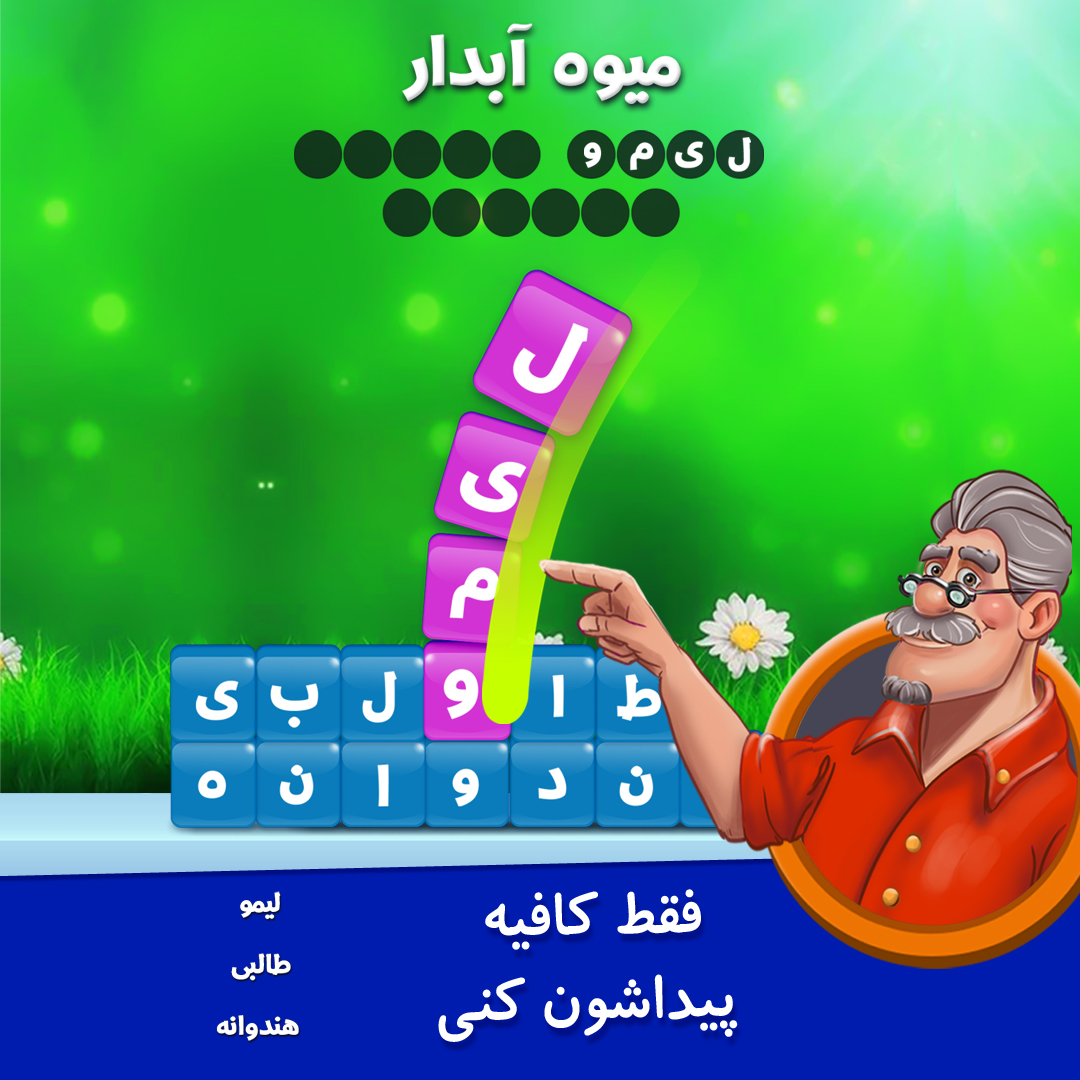 میوه آبدار
ل ی م و
ل
ی
م
ط ا و ل ب ی
ن د و ا ن ه
فقط کافیه
پیداشون کنی
لیمو
طالبی
هندوانه